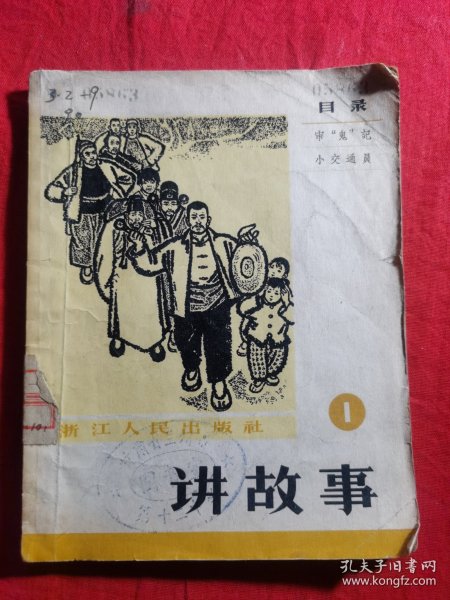 目录
审“鬼”记
小交通員
1
浙江人民出版社
讲故事
孔夫子旧书网
www.kongfz.com